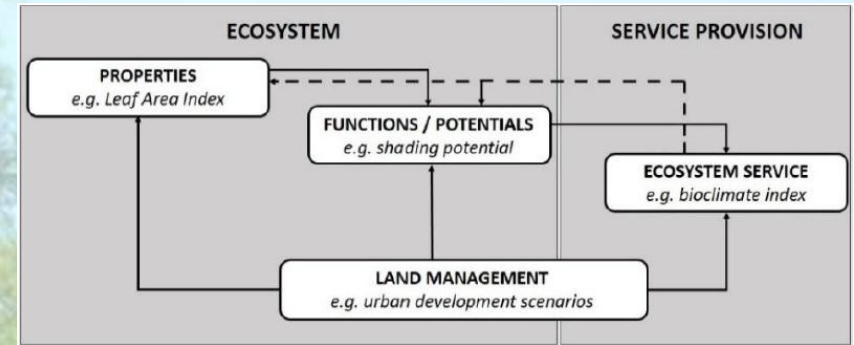 ECOSYSTEM
SERVICE PROVISION
PROPERTIES
e.g. Leaf Area Index
FUNCTIONS / POTENTIALS
e.g. shading potential
ECOSYSTEM SERVICE
e.g. bioclimate index
LAND MANAGEMENT
e.g. urban development scenarios